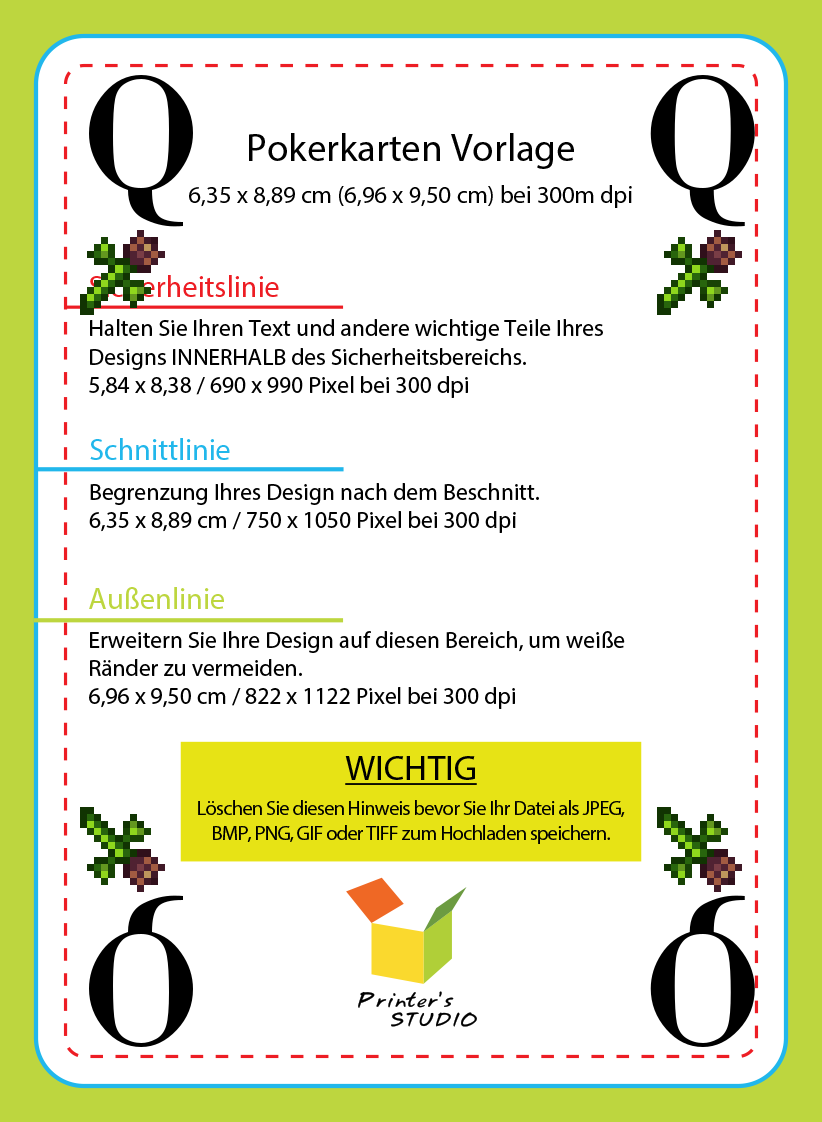 Q
Q
Pokerkarten Vorlage
6,35 x 8,89 cm (6,96 x 9,50 cm) bei 300m dpi
Sicherheitslinie
Halten Sie Ihren Text und andere wichtige Teile Ihres
Designs INNERHALB des Sicherheitsbereichs.
5,84 x 8,38 / 690 x 990 Pixel bei 300 dpi
Schnittlinie
Begrenzung Ihres Design nach dem Beschnitt.
6,35 x 8,89 cm / 750 x 1050 Pixel bei 300 dpi
Außenlinie
Erweitern Sie Ihre Design auf diesen Bereich, um weiße
Ränder zu vermeiden.
6,96 x 9,50 cm / 822 x 1122 Pixel bei 300 dpi
WICHTIG
Löschen Sie diesen Hinweis bevor Sie Ihr Datei als JPEG,
BMP, PNG, GIF oder TIFF zum Hochladen speichern.
Printer's
STUDIO
Q
Q